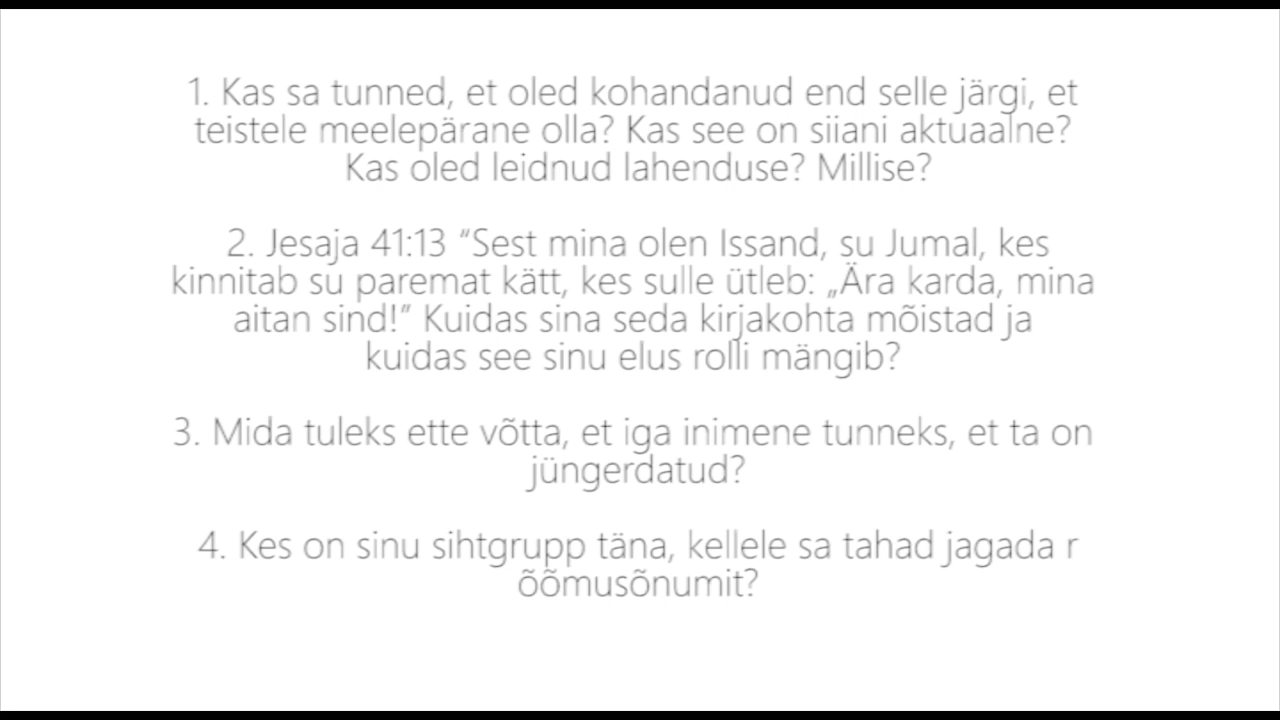 1. Kas sa tunned, et oled kohandanud end selle järgi, et
teistele meelepärane olla? Kas see on siiani aktuaalne?
Kas oled leidnud lahenduse? Millise?
2. Jesaja 41:13 “Sest mina olen Issand, su Jumal, kes
kinnitab su paremat kätt, kes sulle ütleb: „Ära karda, mina
aitan sind!” Kuidas sina seda kirjakohta mõistad ja
kuidas see sinu elus rolli mängib?
3. Mida tuleks ette võtta, et iga inimene tunneks, et ta on
jüngerdatud?
4. Kes on sinu sihtgrupp täna, kellele sa tahad jagada r
õõmusõnumit?